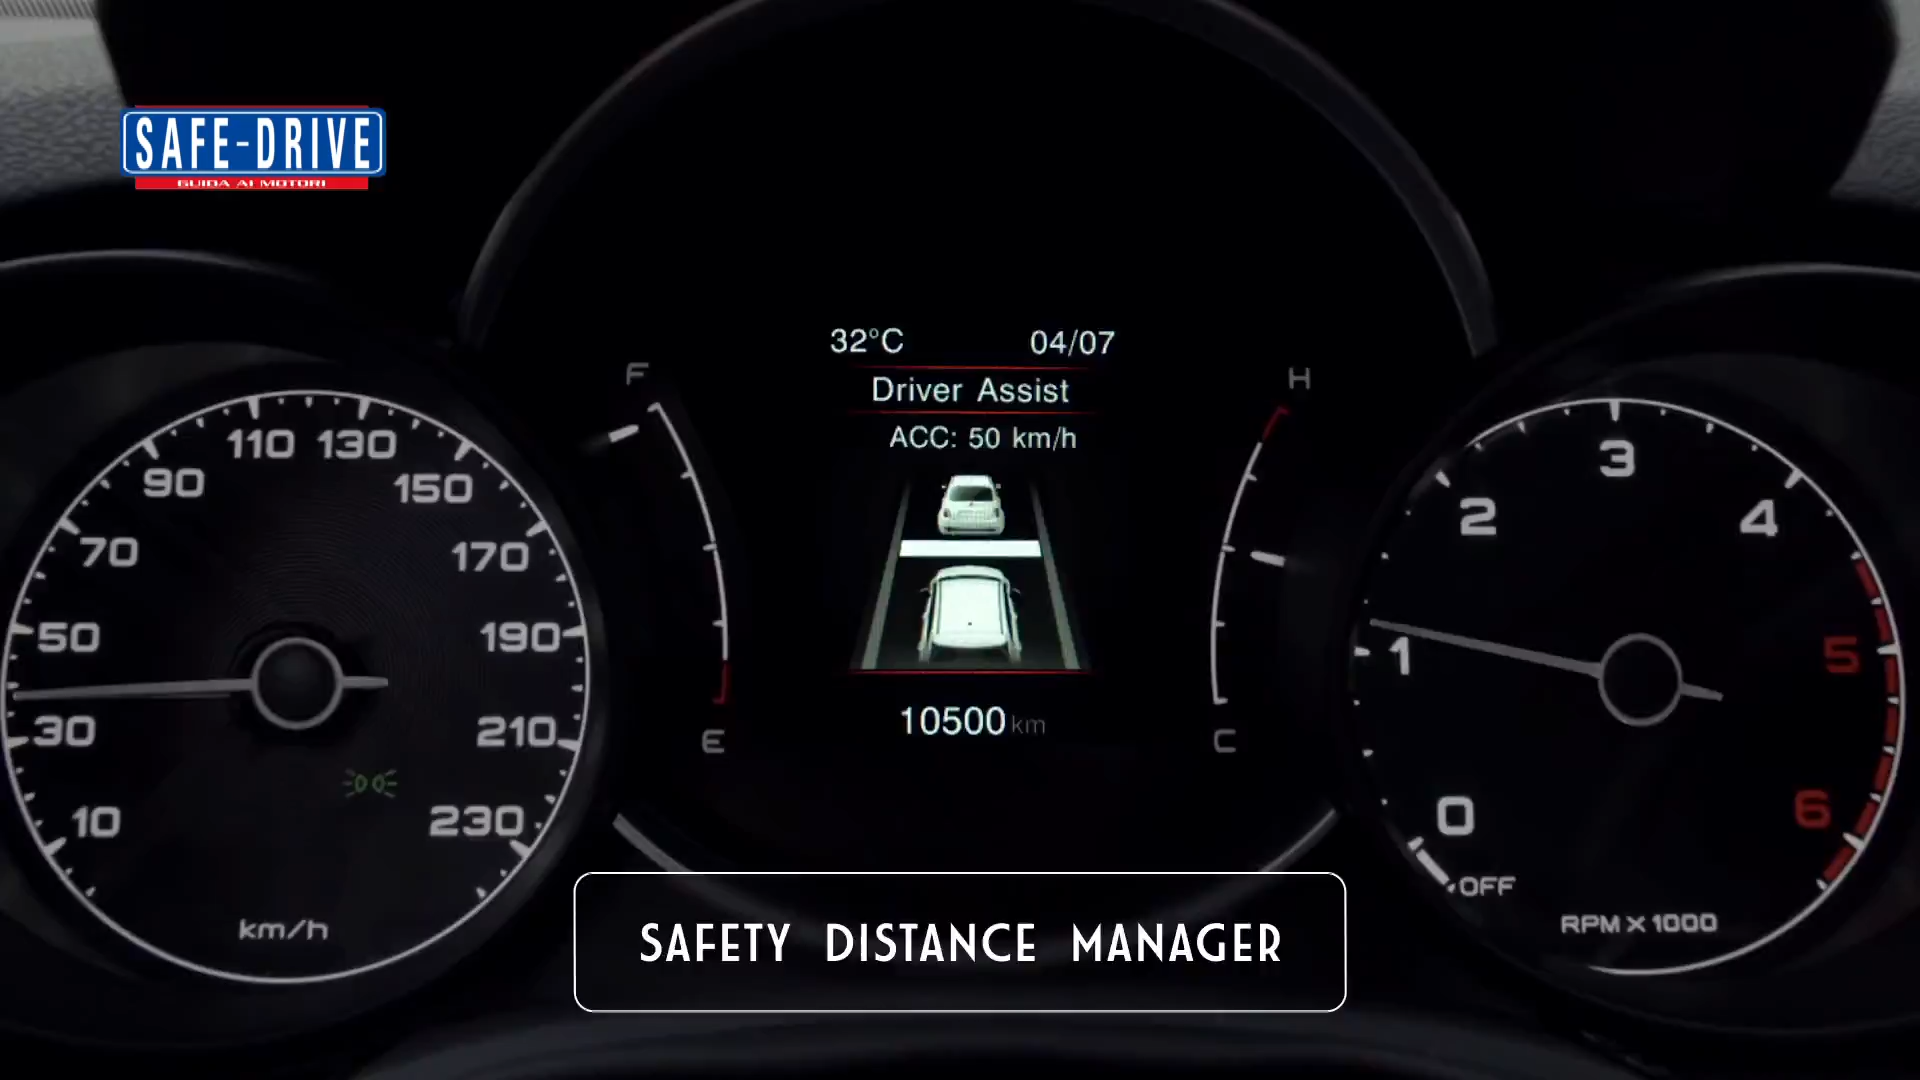 SAFE-DRIVE
GUIDA AI MOTORI
32°C 04/07
Driver Assist
ACC: 50 km/h
10500 km
F
E
H
C
10
30
50
70
90
110
130
150
170
190
210
230
km/h
OFF
0
1
2
3
4
5
6
RPM X 1000
SAFETY DISTANCE MANAGER